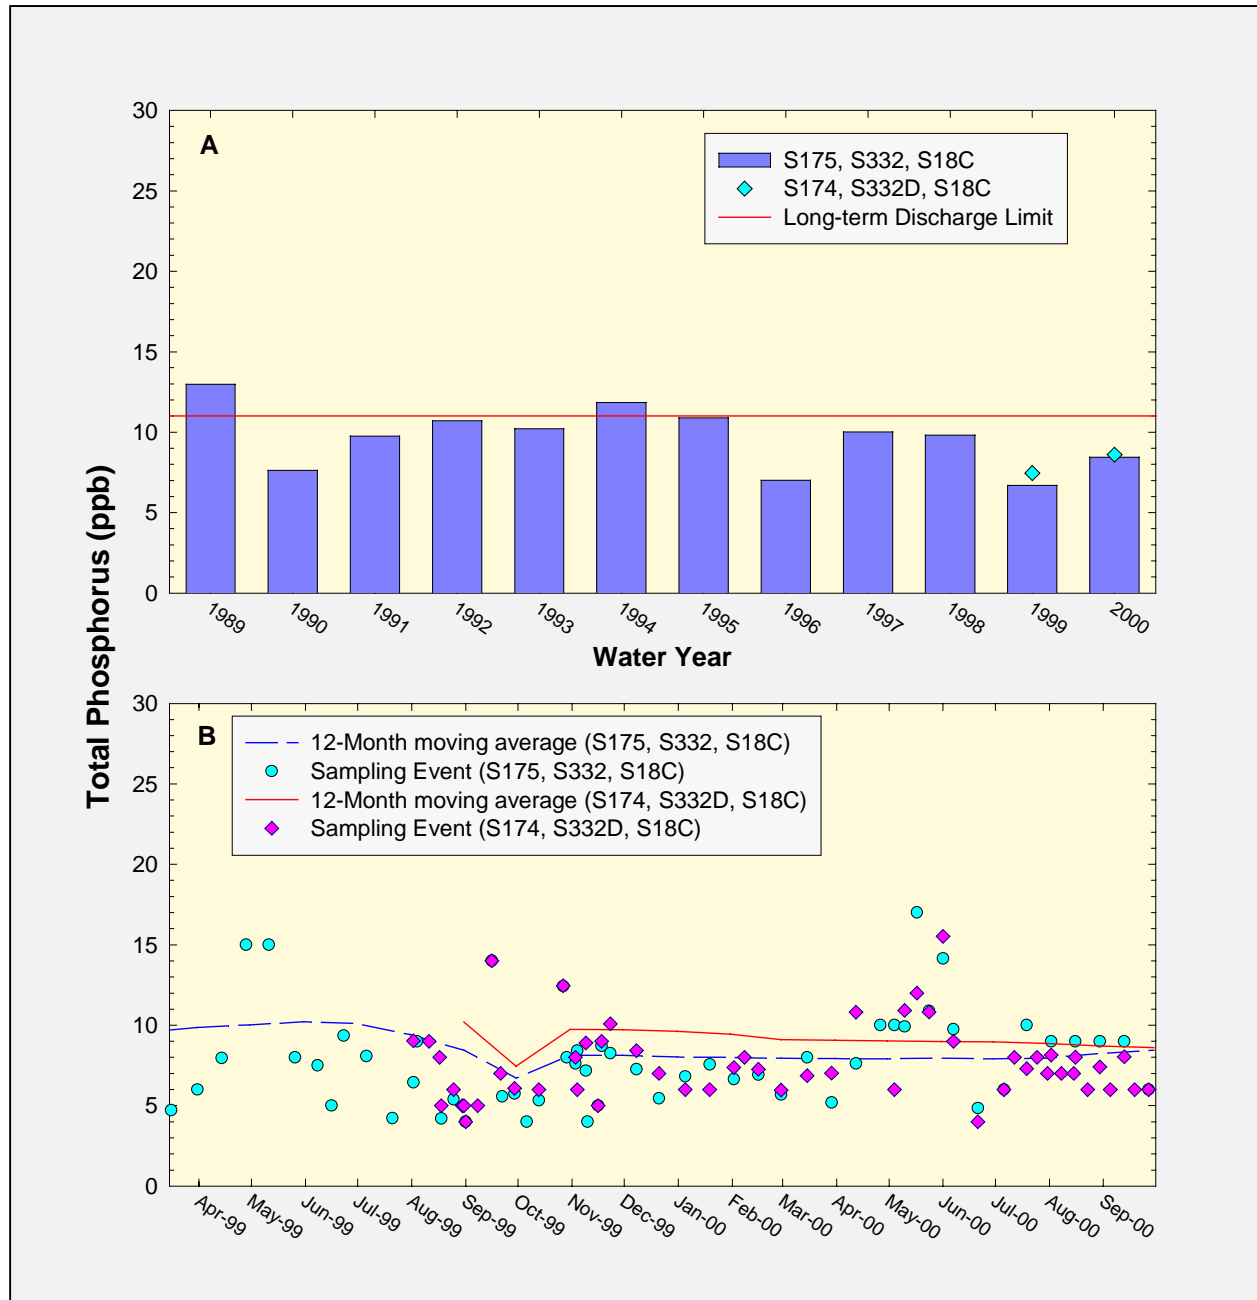 Total Phosphorus (ppb)
A
S175, S332, S18C
S174, S332D, S18C
Long-term Discharge Limit
30
25
20
15
10
5
0
1989 1990 1991 1992 1993 1994 1995 1996 1997 1998 1999 2000
Water Year
B
12-Month moving average (S175, S332, S18C)
Sampling Event (S175, S332, S18C)
12-Month moving average (S174, S332D, S18C)
Sampling Event (S174, S332D, S18C)
30
25
20
15
10
5
0
Apr-99 May-99 Jun-99 Jul-99 Aug-99 Sep-99 Oct-99 Nov-99 Dec-99 Jan-00 Feb-00 Mar-00 Apr-00 May-00 Jun-00 Jul-00 Aug-00 Sep-00